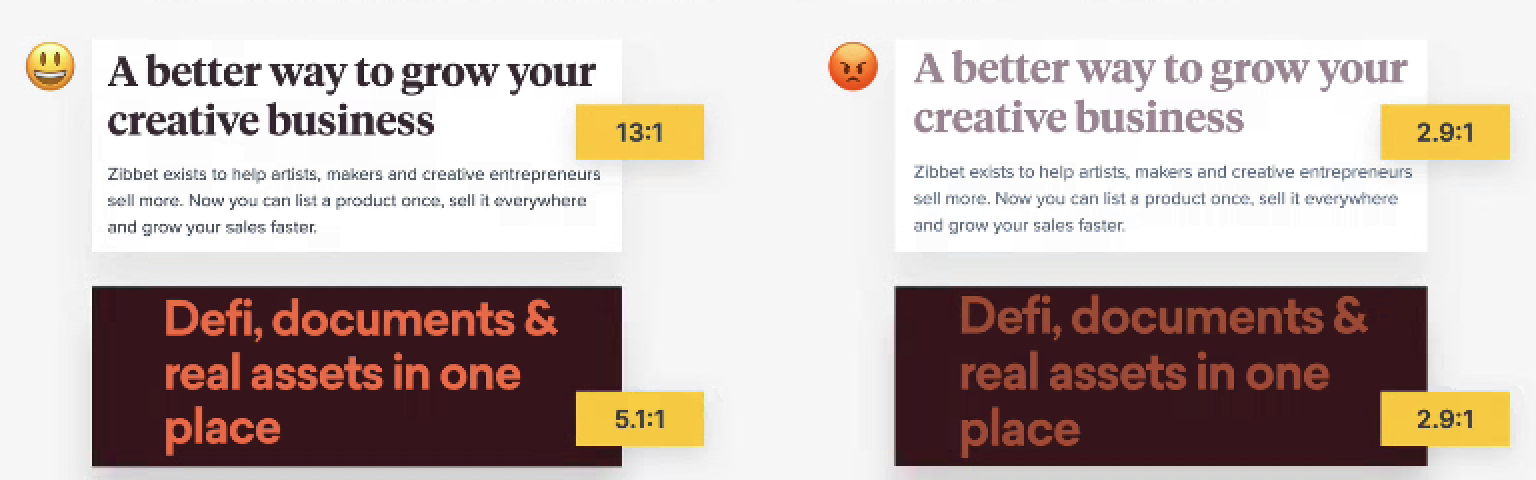 A better way to grow your
creative business
13:1
Zibbet exists to help artists, makers and creative entrepreneurs
sell more. Now you can list a product once, sell it everywhere
and grow your sales faster.
Defi, documents &
real assets in one
place
5.1:1
A better way to grow your
creative business
2.9:1
Zibbet exists to help artists, makers and creative entrepreneurs
sell more. Now you can list a product once, sell it everywhere
and grow your sales faster.
Defi, documents &
real assets in one
place
2.9:1